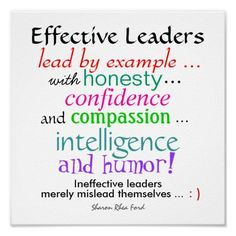 Effective Leaders
lead by example ...
with honesty
confidence
and compassion ...
intelligence
and humor!
Ineffective leaders
merely mislead themselves ... : )
Sharon Rhea Ford